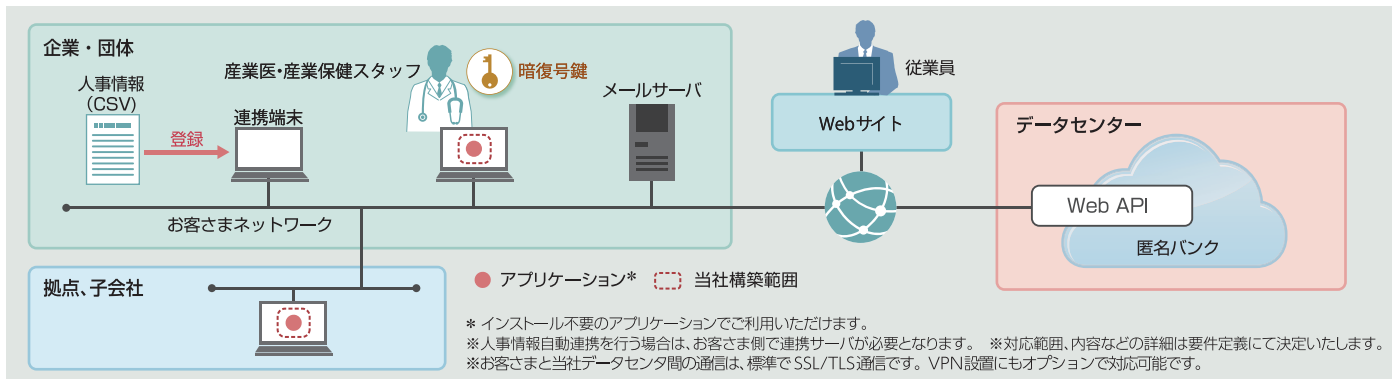 企業・団体
人事情報
（CSV）
登録
連携端末
産業医・産業保健スタッフ
暗復号鍵
メールサーバ
お客さまネットワーク
従業員
Webサイト
データセンター
Web API
匿名バンク
拠点、子会社
アプリケーション*
当社構築範囲
* インストール不要のアプリケーションでご利用いただけます。
※人事情報自動連携を行う場合は、お客さま側で連携サーバが必要となります。 ※対応範囲、内容などの詳細は要件定義にて決定いたします。
※お客さまと当社データセンタ間の通信は、標準でSSL/TLS通信です。VPN設置にもオプションで対応可能です。